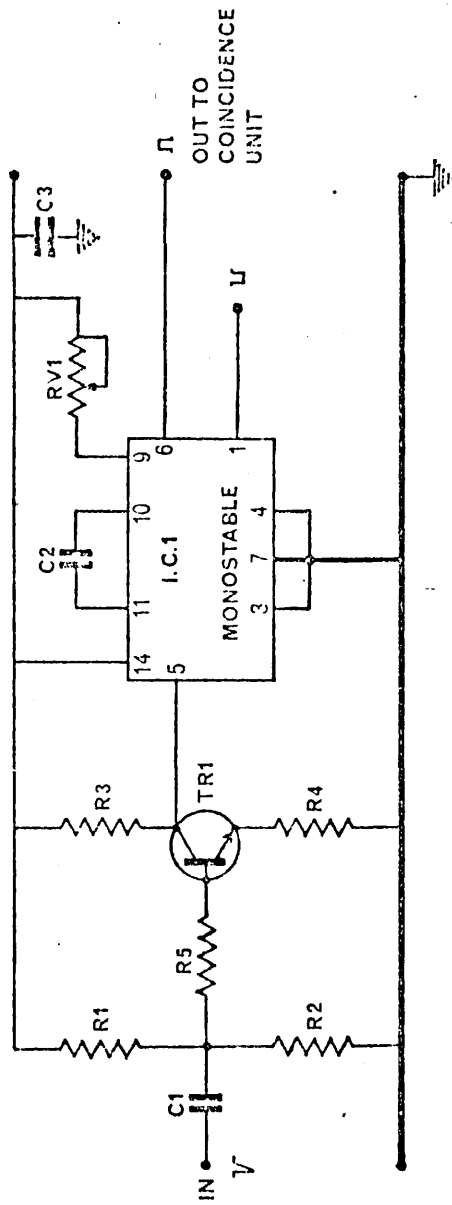 IN
C1
R1
R2
R5
R3
TR1
R4
14
11
10
9
5
I.C.1
6
MONOSTABLE
1
3
7
4
C2
RV1
C3
OUT TO
COINCIDENCE
UNIT